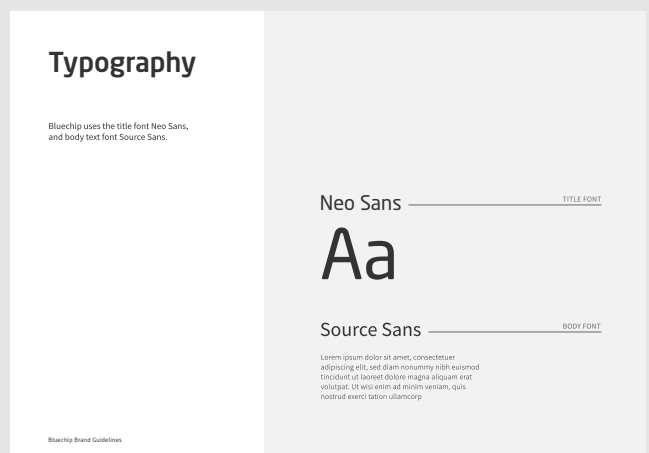 Typography
Bluechip uses the title font Neo Sans,
and body text font Source Sans.
Neo Sans
TITLE FONT
Aa
Source Sans
BODY FONT
Lorem ipsum dolor sit amet, consectetuer
adipiscing elit, sed diam nonummy nibh euismod
tincidunt ut laoreet dolore magna aliquam erat
volutpat. Ut wisi enim ad minim veniam, quis
nostrud exerci tation ullamcorp
Bluechip Brand Guidelines